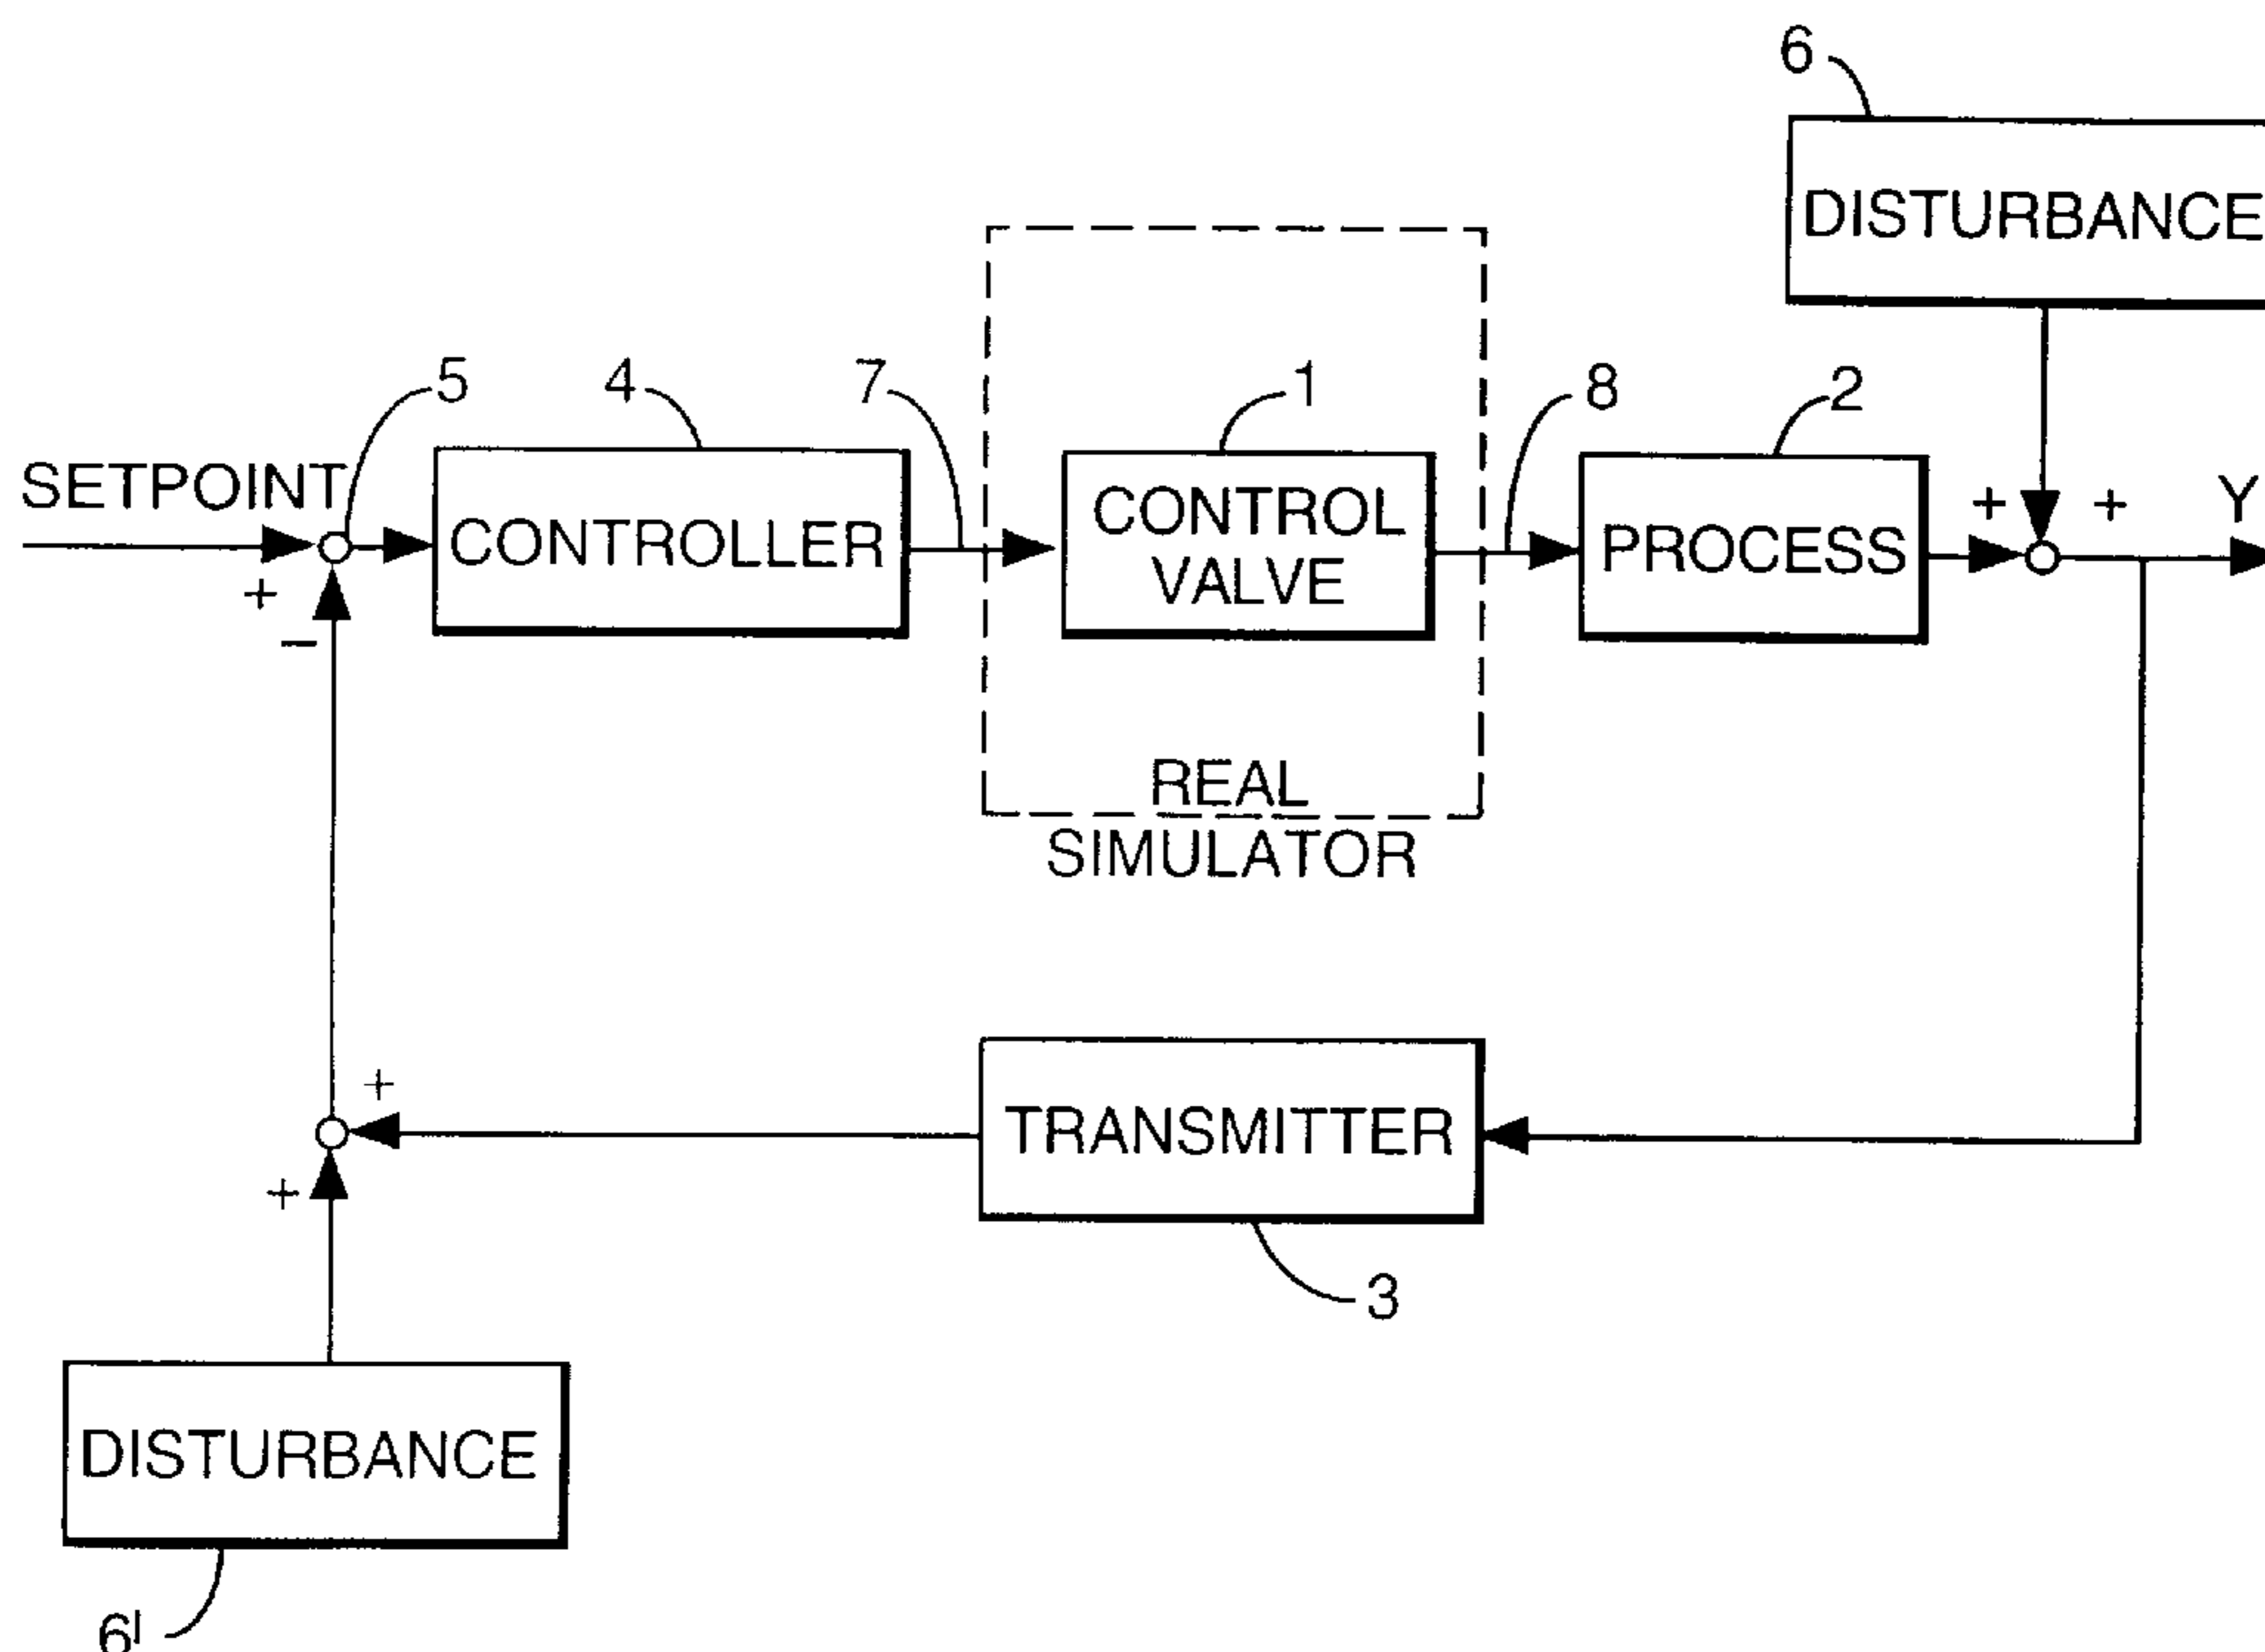 6
DISTURBANCE
5
4
7
1
8
2
SETPOINT
CONTROLLER
CONTROL
VALVE
PROCESS
+
+
Y
+
−
REAL
SIMULATOR
+
TRANSMITTER
+
3
DISTURBANCE
6'